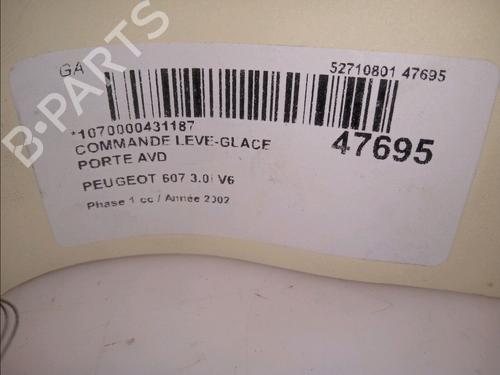 GA
52710801 47695
*1070000431187
47695
COMMANDE LEVE-GLACE
PORTE AVD
PEUGEOT 607 3.0i V6
Phase 1 cc / Année 2002
B-PARTS